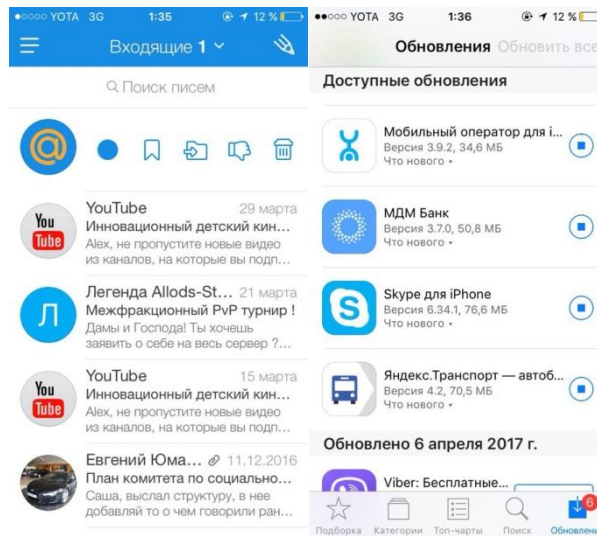 YOTA 3G 1:35 12 %
Входящие 1
Поиск писем
@
YouTube 29 марта
Инновационный детский кин...
Alex, не пропустите новые видео
из каналов, на которые вы подп...
You
Tube
Легенда Allods-St... 21 марта
Межфракционный PvP турнир !
Дамы и Господа! Ты хочешь
заявить о себе на весь сервер ?...
Л
YouTube 15 марта
Инновационный детский кин...
Alex, не пропустите новые видео
из каналов, на которые вы подп...
You
Tube
Евгений Юма... 11.12.2016
План комитета по социально...
Саша, выслал структуру, в нее
добавляй то о чем говорили ран...
YOTA 3G 1:36 12 %
Обновления Обновить все
Доступные обновления
Мобильный оператор для i...
Версия 3.9.2, 34,6 МБ
Что нового
МДМ Банк
Версия 3.7.0, 50,8 МБ
Что нового
Skype для iPhone
Версия 6.34.1, 76,6 МБ
Что нового
S
Яндекс.Транспорт — автоб...
Версия 4.2, 70,5 МБ
Что нового
Обновлено 6 апреля 2017 г.
Viber: Бесплатные...
6
Подборка Категории Топ-чарты Поиск Обновлени